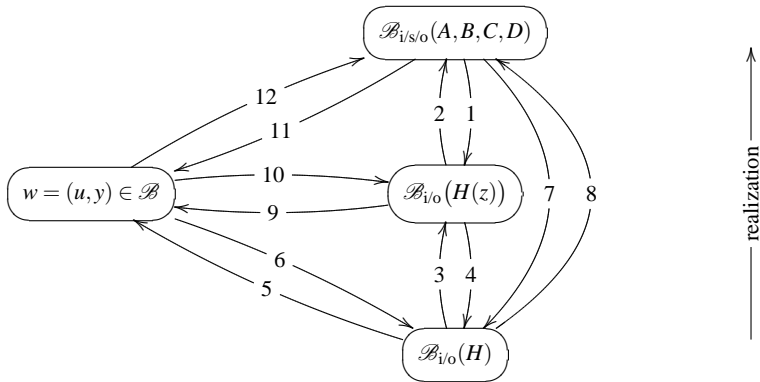 ℬi/s/o(A,B,C,D)
12
11
2
1
10
w = (u,y) ∈ ℬ
ℬi/o(H(z))
7
8
9
6
5
3
4
ℬi/o(H)
realization